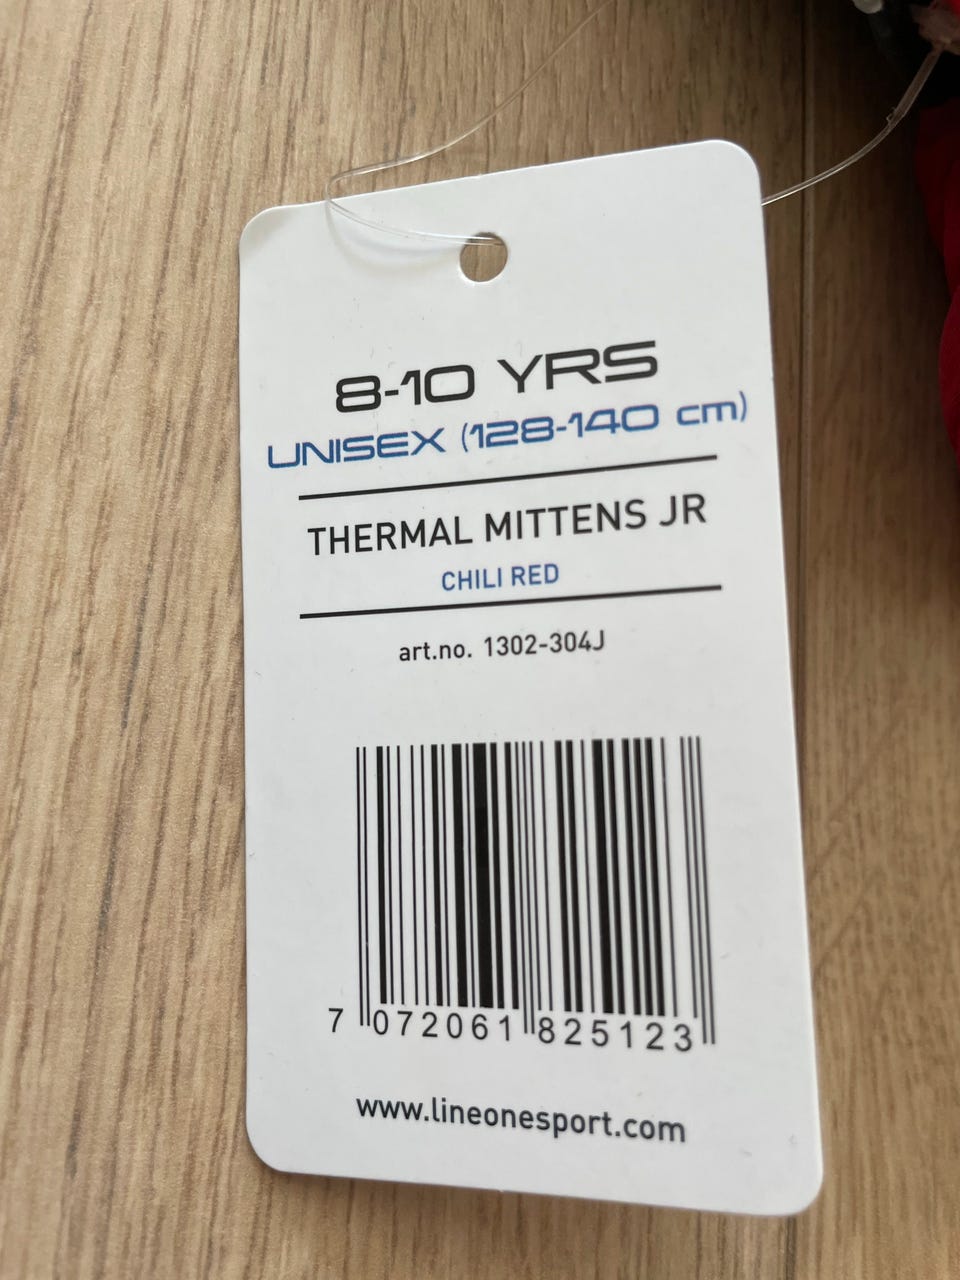 8-10 YRS
UNISEX (128-140 cm)
THERMAL MITTENS JR
CHILI RED
art.no. 1302-304J
7 072061 825123
www.lineonesport.com